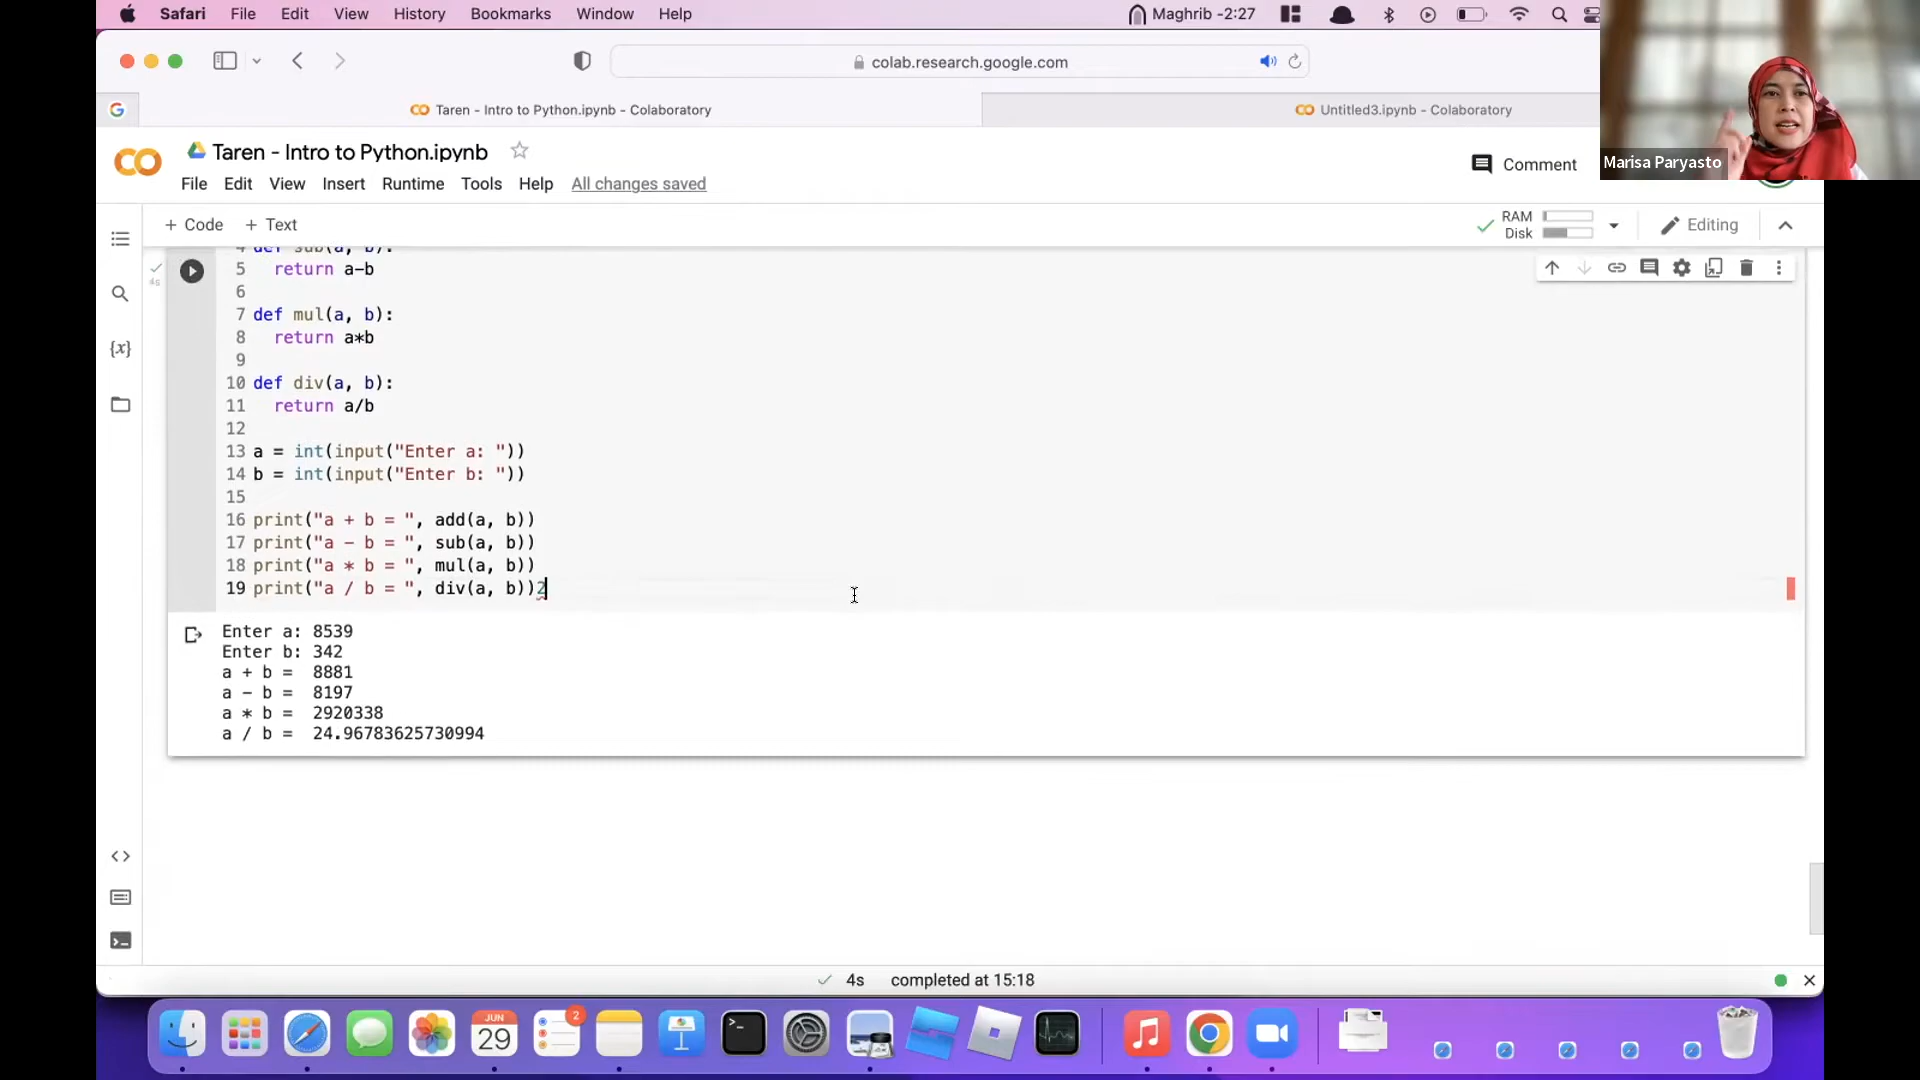 Safari File Edit View History Bookmarks Window Help Maghrib -2:27
colab.research.google.com
Taren - Intro to Python.ipynb - Colaboratory Untitled3.ipynb - Colaboratory
Taren - Intro to Python.ipynb
Comment
Marisa Paryasto
File Edit View Insert Runtime Tools Help All changes saved
+ Code + Text
RAM
Disk
Editing
4 def sub(a, b):
5 return a-b
4s
6
7 def mul(a, b):
8 return a*b
9
10 def div(a, b):
11 return a/b
12
13 a = int(input("Enter a: "))
14 b = int(input("Enter b: "))
15
16 print("a + b = ", add(a, b))
17 print("a - b = ", sub(a, b))
18 print("a * b = ", mul(a, b))
19 print("a / b = ", div(a, b))2
Enter a: 8539
Enter b: 342
a + b = 8881
a - b = 8197
a * b = 2920338
a / b = 24.96783625730994
4s completed at 15:18
JUN
29
2